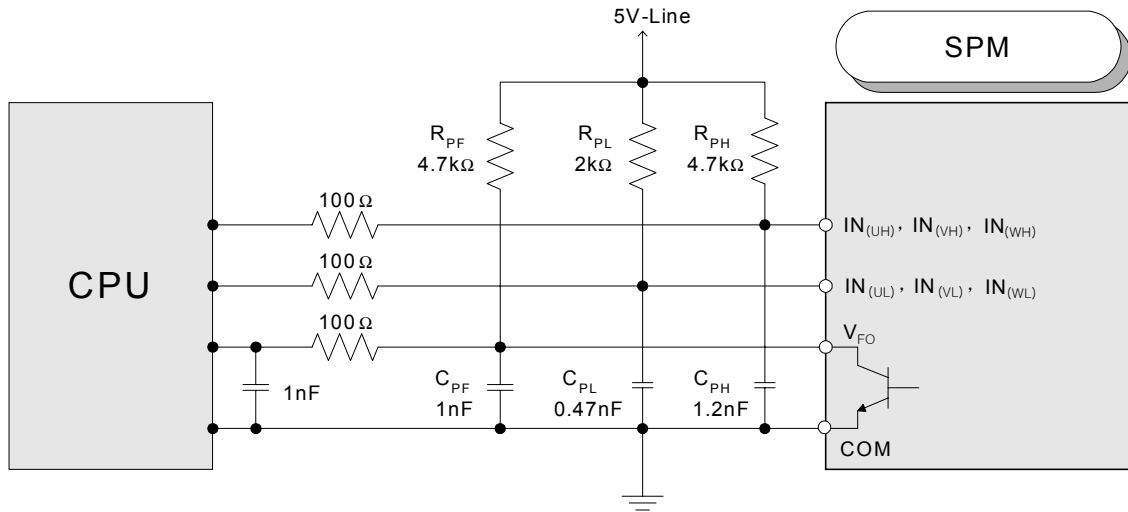 5V-Line
SPM
R_PF
4.7kΩ
R_PL
2kΩ
R_PH
4.7kΩ
100Ω
IN(UH), IN(VH), IN(WH)
CPU
100Ω
IN(UL), IN(VL), IN(WL)
100Ω
V_FO
1nF
C_PF
1nF
C_PL
0.47nF
C_PH
1.2nF
COM